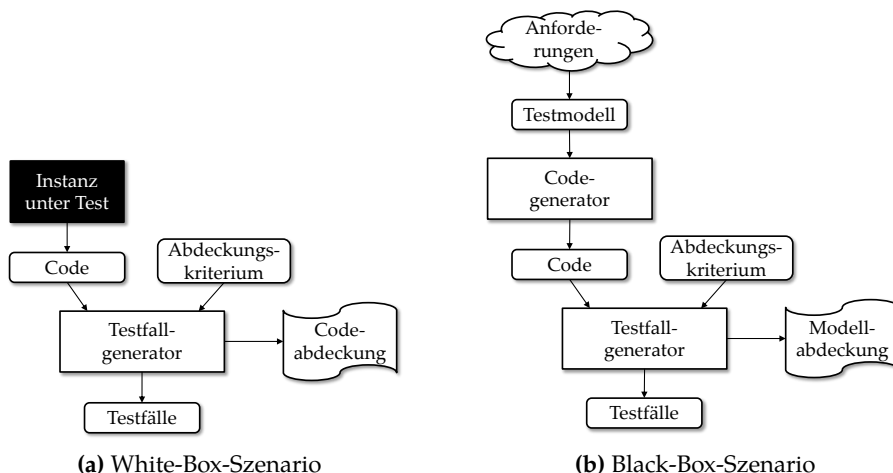 Instanz
unter Test
Code
Abdeckungs-
kriterium
Testfall-
generator
Code-
abdeckung
Testfälle
(a) White-Box-Szenario
Anforde-
rungen
Testmodell
Code-
generator
Code
Abdeckungs-
kriterium
Testfall-
generator
Modell-
abdeckung
Testfälle
(b) Black-Box-Szenario